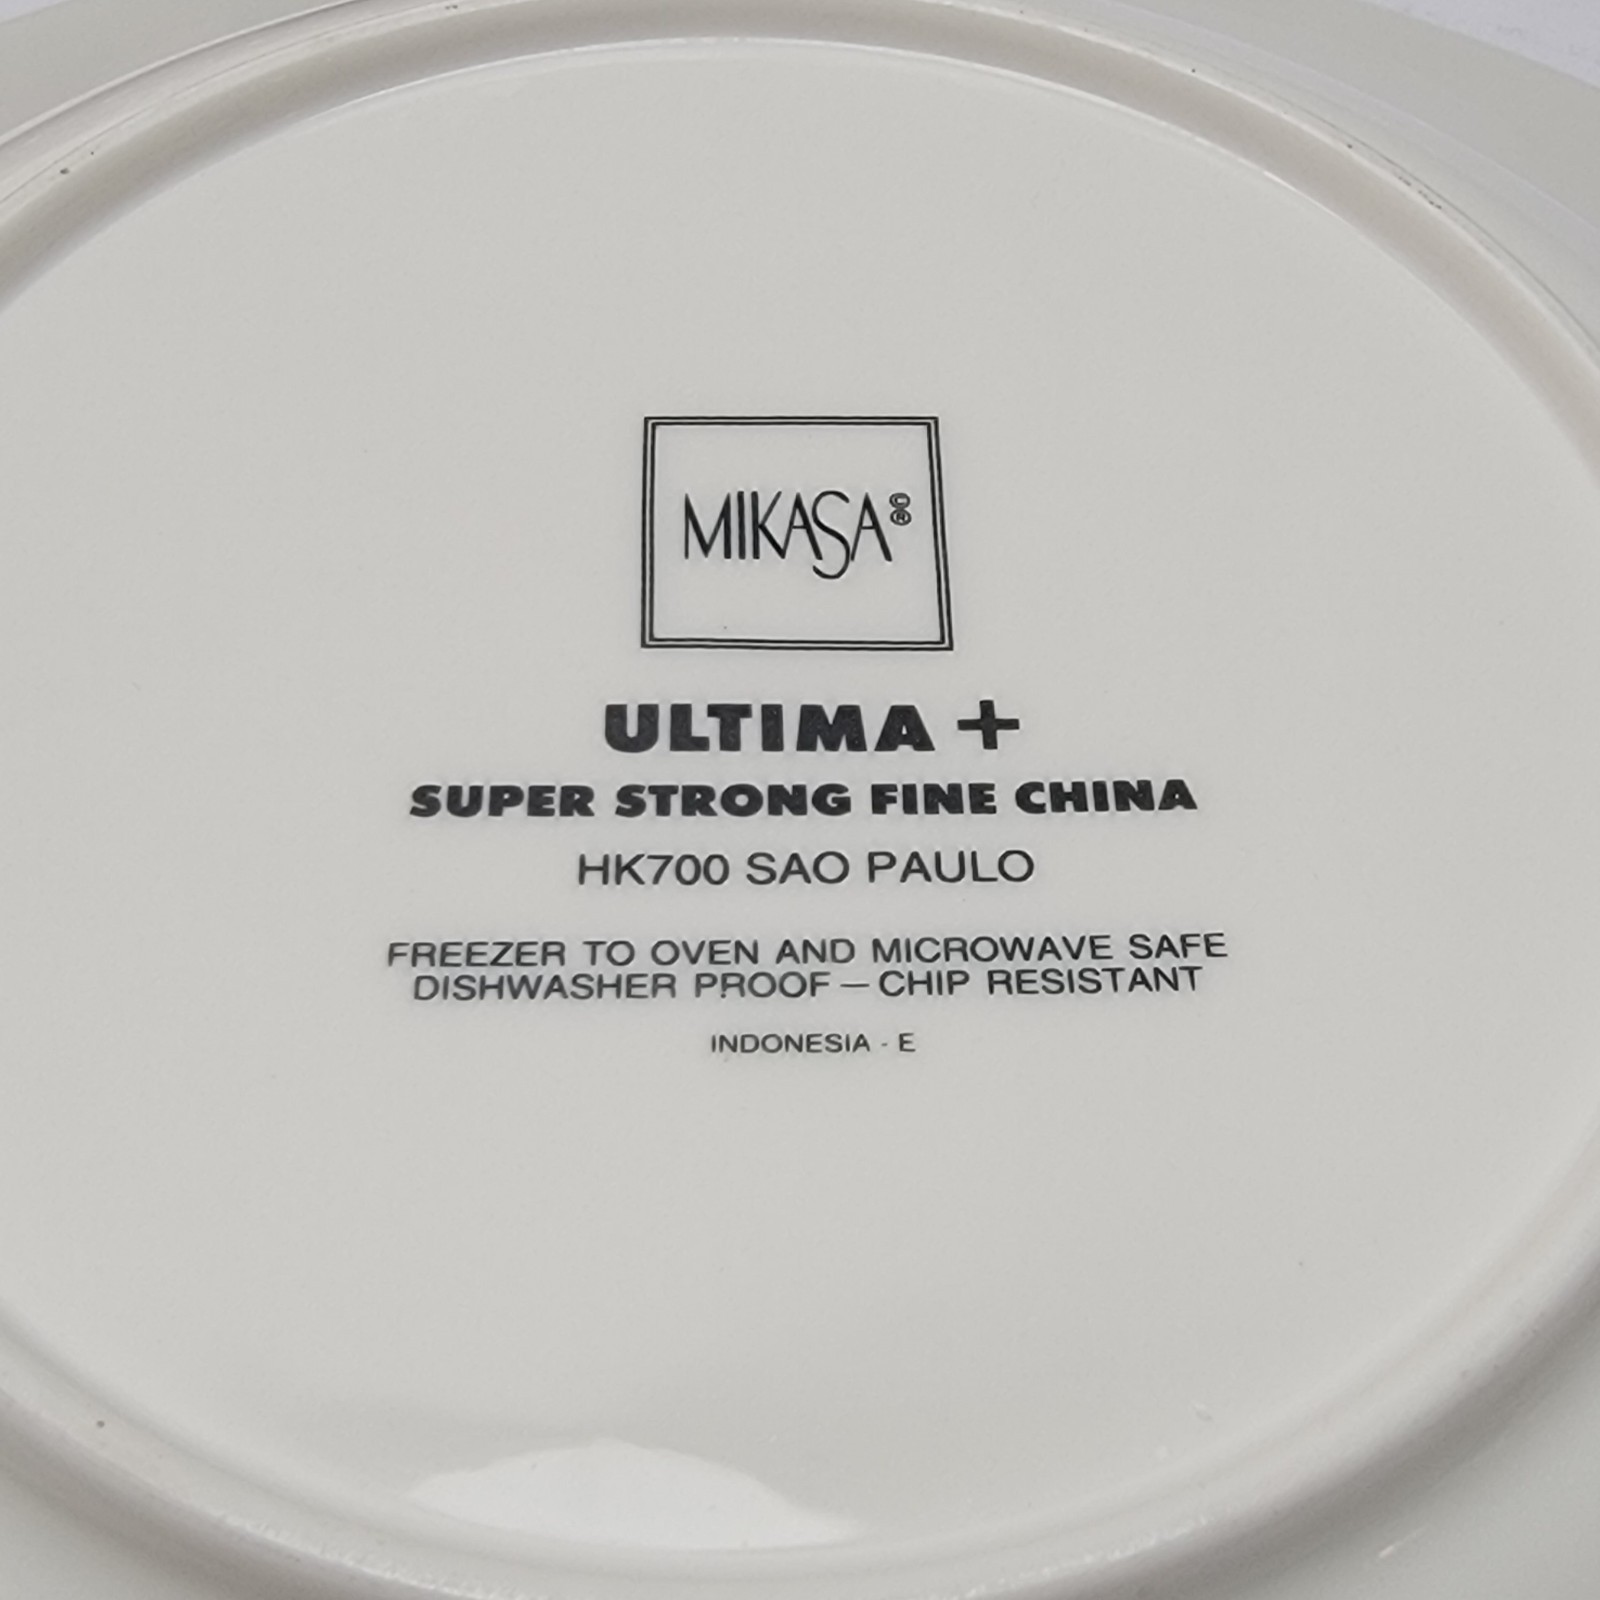 MIKASA©®
ULTIMA +
SUPER STRONG FINE CHINA
HK700 SAO PAULO
FREEZER TO OVEN AND MICROWAVE SAFE
DISHWASHER PROOF — CHIP RESISTANT
INDONESIA - E